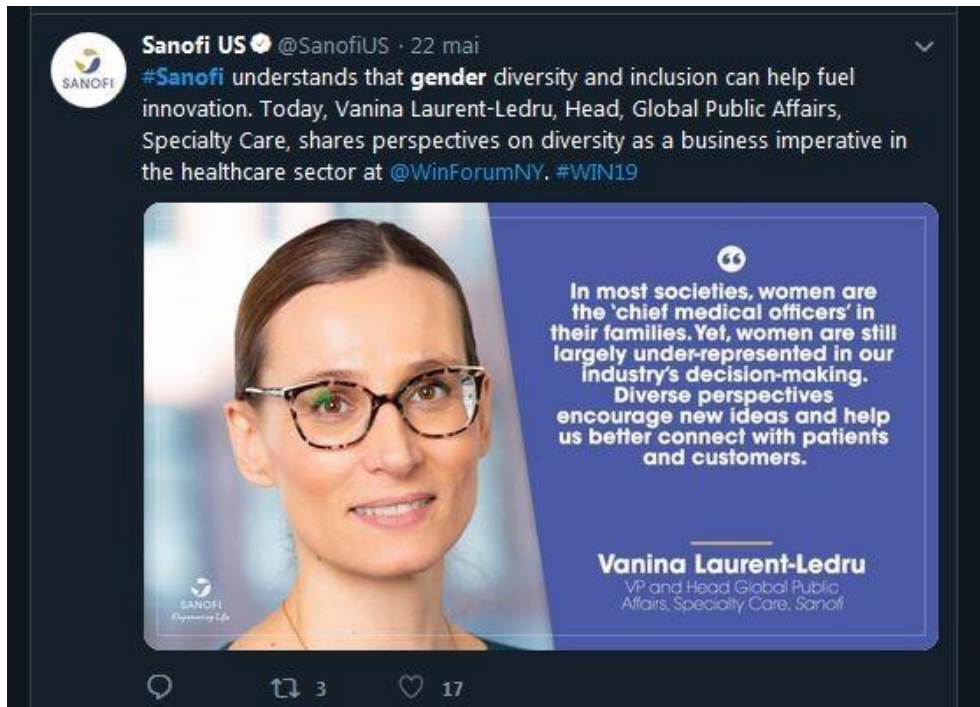 Sanofi US @SanofiUS · 22 mai
SANOFI
#Sanofi understands that gender diversity and inclusion can help fuel
innovation. Today, Vanina Laurent-Ledru, Head, Global Public Affairs,
Specialty Care, shares perspectives on diversity as a business imperative in
the healthcare sector at @WinForumNY. #WIN19
“
In most societies, women are
the ‘chief medical officers’ in
their families. Yet, women are still
largely under-represented in our
industry’s decision-making.
Diverse perspectives
encourage new ideas and help
us better connect with patients
and customers.
Vanina Laurent-Ledru
VP and Head Global Public
Affairs, Specialty Care, Sanofi
SANOFI
Empowering Life
3 17